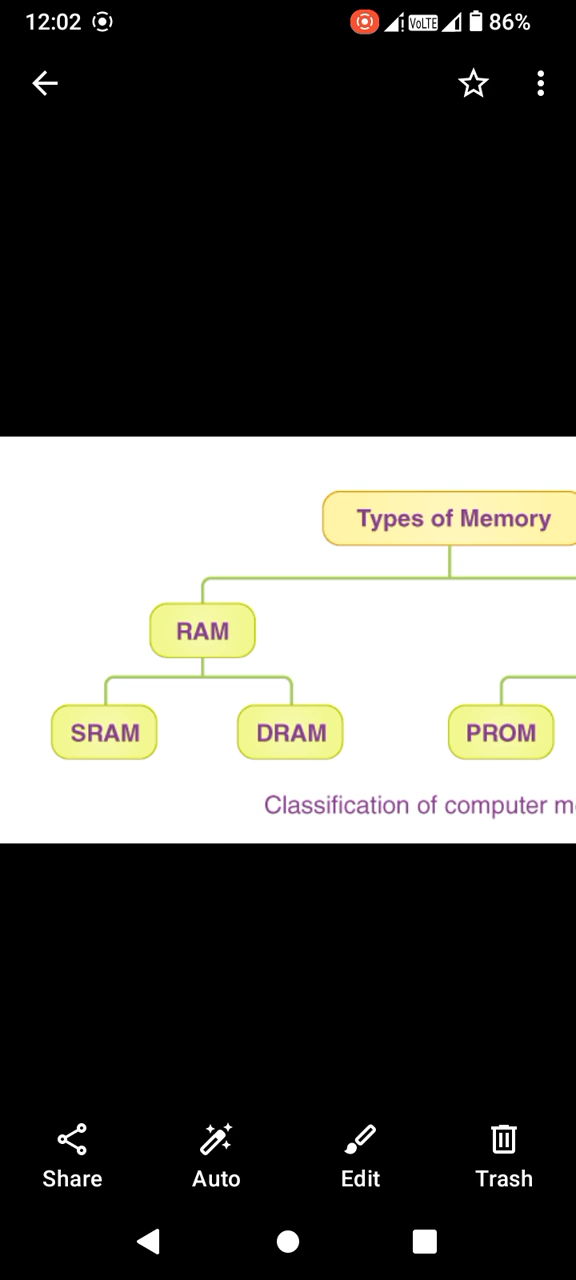 12:02 VoLTE 86%
Types of Memory
RAM
SRAM DRAM PROM
Classification of computer
Share Auto Edit Trash